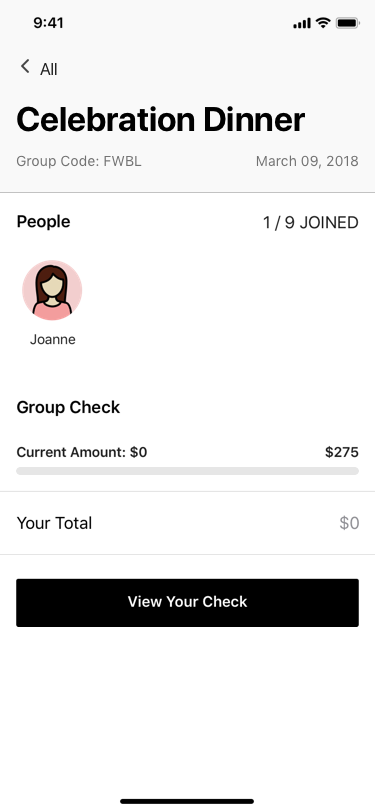 9:41
All
Celebration Dinner
Group Code: FWBL March 09, 2018
People 1 / 9 JOINED
Joanne
Group Check
Current Amount: $0 $275
Your Total $0
View Your Check